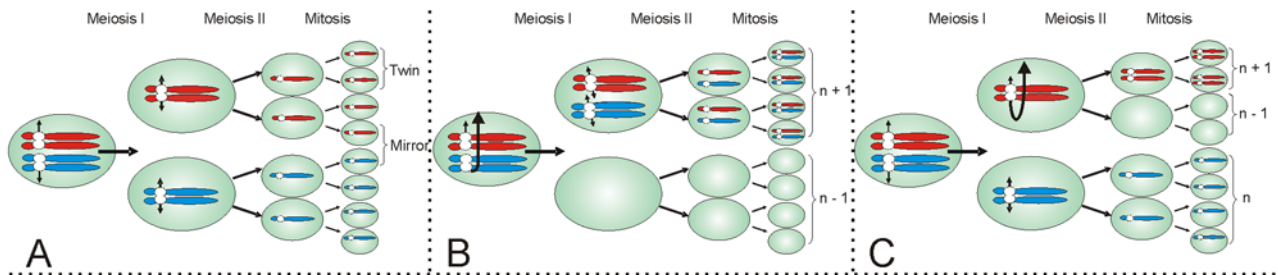 Meiosis I Meiosis II Mitosis
Twin
Mirror
A
Meiosis I Meiosis II Mitosis
n + 1
n - 1
B
Meiosis I Meiosis II Mitosis
n + 1
n - 1
n
C